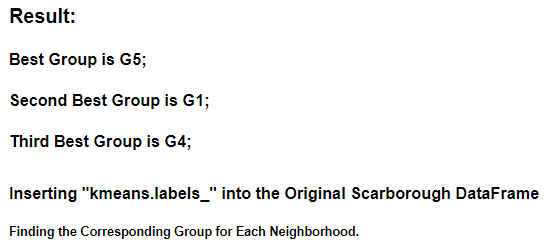 Result:
Best Group is G5;
Second Best Group is G1;
Third Best Group is G4;
Inserting "kmeans.labels_" into the Original Scarborough DataFrame
Finding the Corresponding Group for Each Neighborhood.